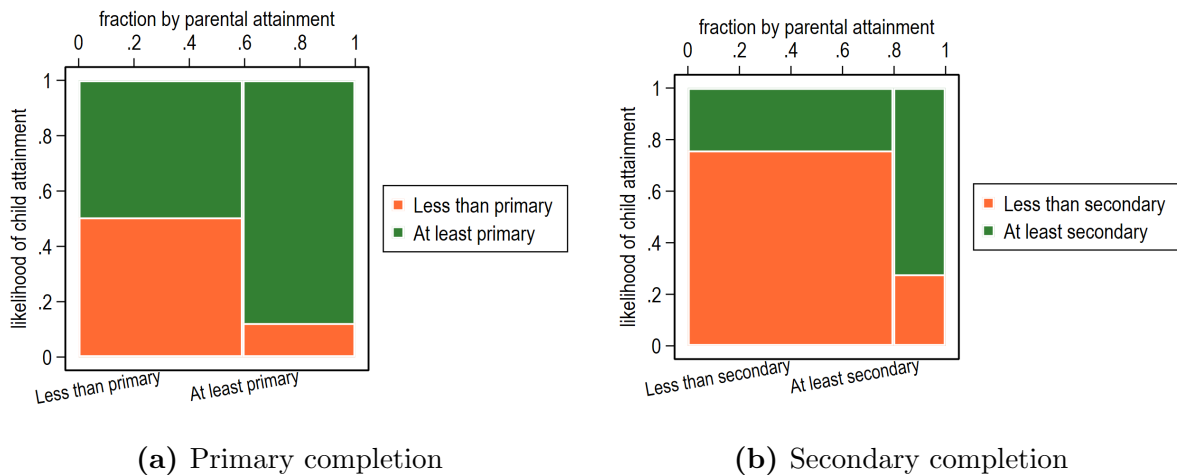 fraction by parental attainment
0 .2 .4 .6 .8 1
likelihood of child attainment
1
.8
.6
.4
.2
0
Less than primary
At least primary
Less than primary
At least primary
(a) Primary completion
fraction by parental attainment
0 .2 .4 .6 .8 1
likelihood of child attainment
1
.8
.6
.4
.2
0
Less than secondary
At least secondary
Less than secondary
At least secondary
(b) Secondary completion